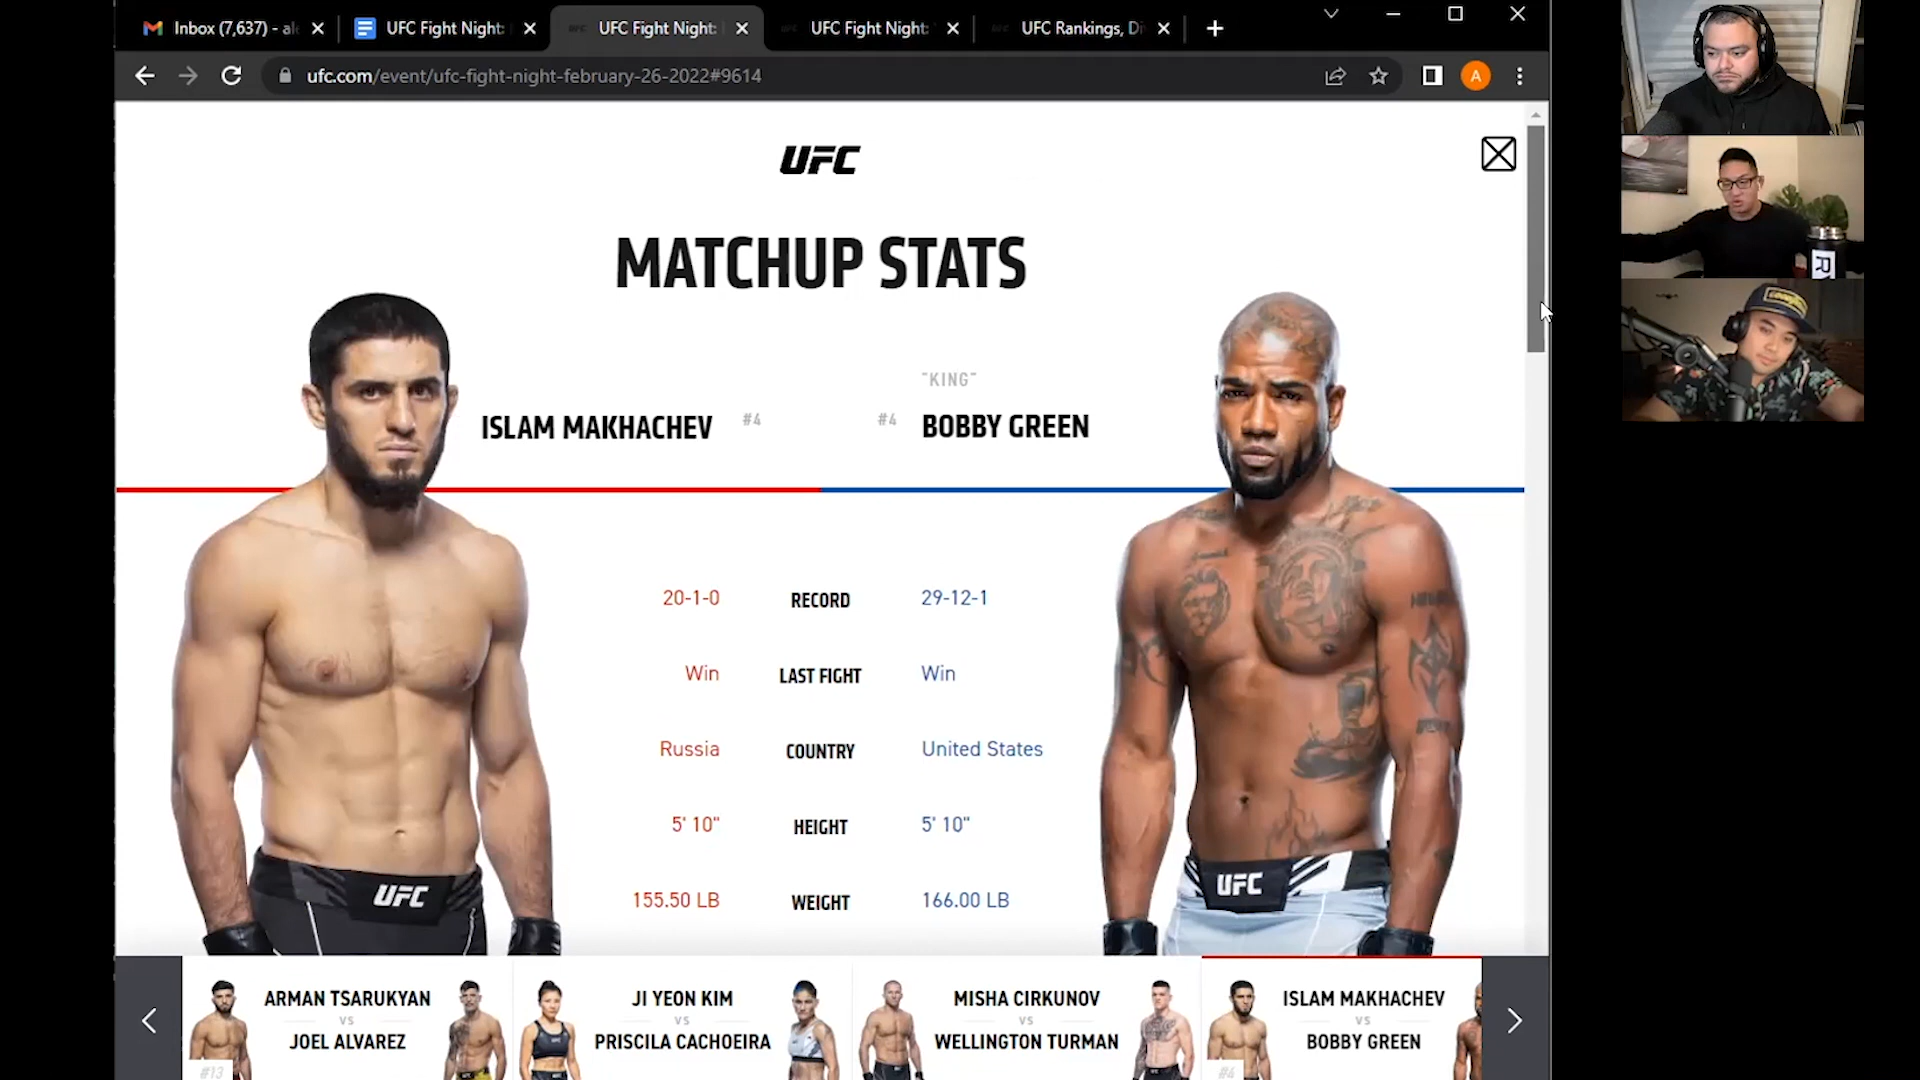 Inbox (7,637) - al
UFC Fight Night:
UFC Fight Night:
UFC Fight Night:
UFC Rankings, Di
ufc.com/event/ufc-fight-night-february-26-2022#9614
A
UFC
MATCHUP STATS
"KING"
ISLAM MAKHACHEV #4 #4 BOBBY GREEN
20-1-0 RECORD 29-12-1
Win LAST FIGHT Win
Russia COUNTRY United States
5' 10" HEIGHT 5' 10"
155.50 LB WEIGHT 166.00 LB
UFC
UFC
ARMAN TSARUKYAN
VS
JOEL ALVAREZ
#13
JI YEON KIM
VS
PRISCILA CACHOEIRA
MISHA CIRKUNOV
VS
WELLINGTON TURMAN
ISLAM MAKHACHEV
VS
BOBBY GREEN
#4